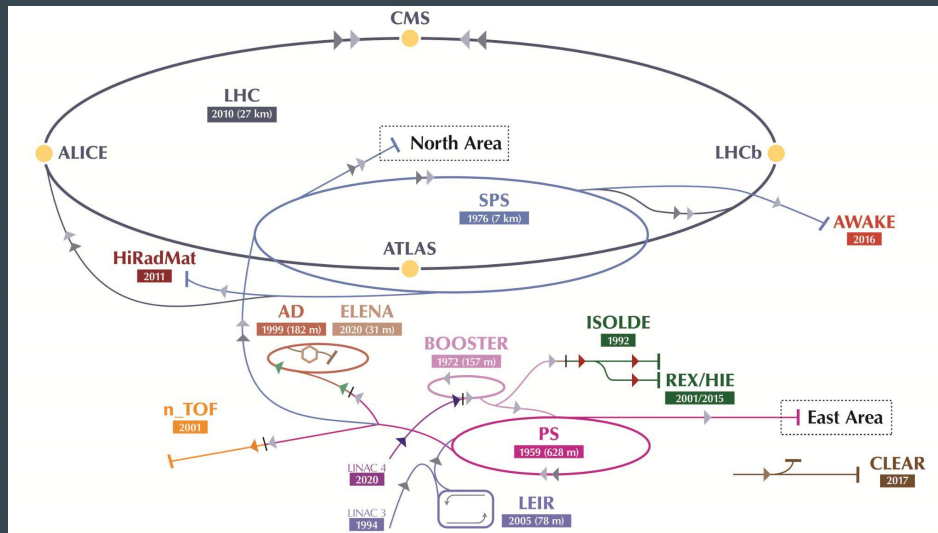 CMS
LHC
2010 (27 km)
North Area
ALICE
LHCb
SPS
1976 (7 km)
AWAKE
2016
ATLAS
HiRadMat
2011
AD
1999 (182 m)
ELENA
2020 (31 m)
ISOLDE
1992
BOOSTER
1972 (157 m)
REX/HIE
2001/2015
n_TOF
2001
East Area
PS
1959 (628 m)
LINAC 4
2020
CLEAR
2017
LINAC 3
1994
LEIR
2005 (78 m)